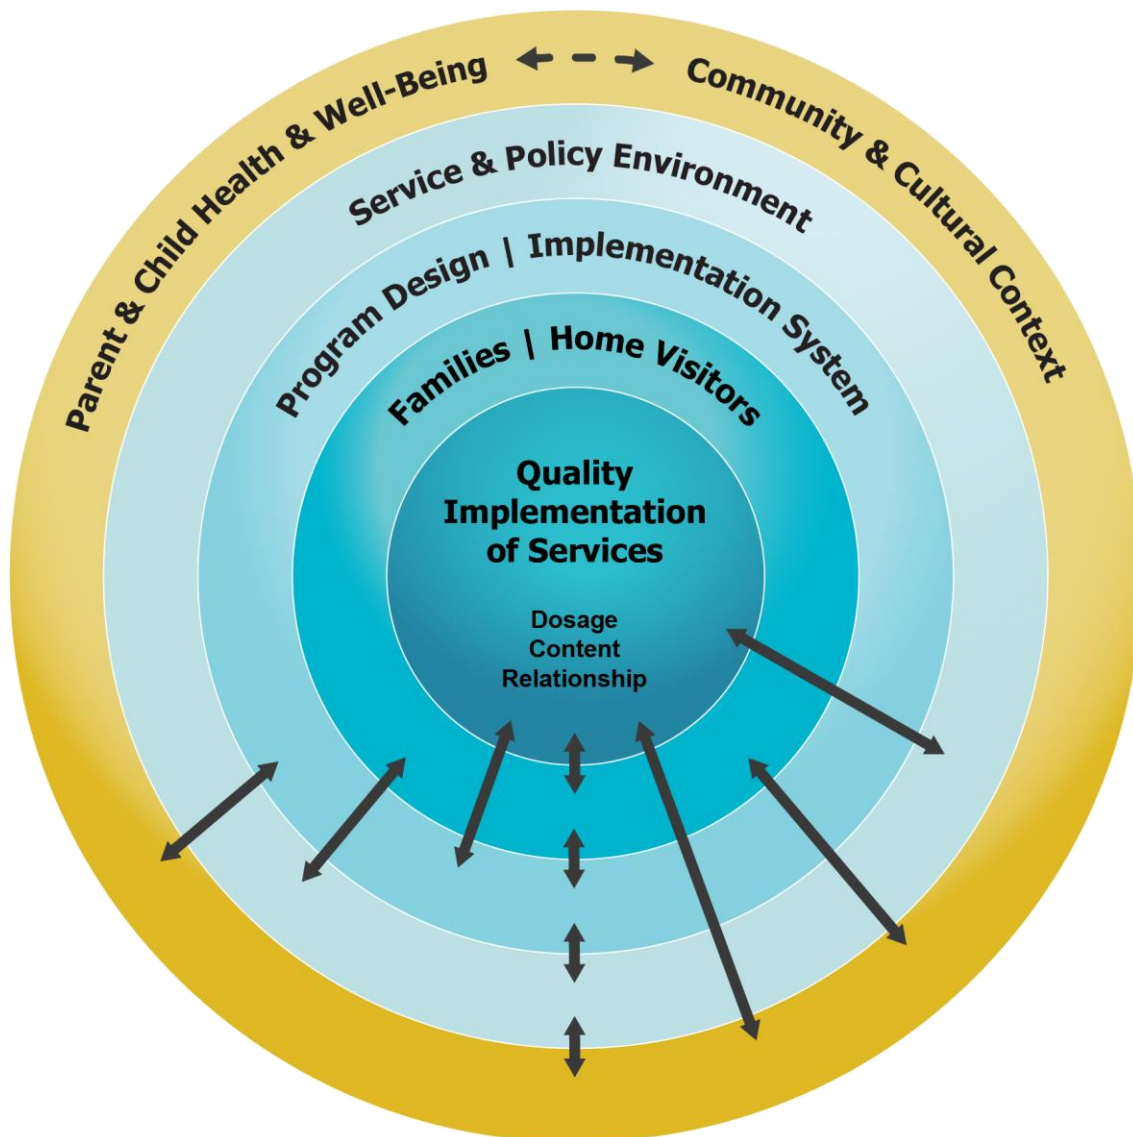 Parent & Child Health & Well-Being
Community & Cultural Context
Service & Policy Environment
Program Design | Implementation System
Families | Home Visitors
Quality
Implementation
of Services
Dosage
Content
Relationship